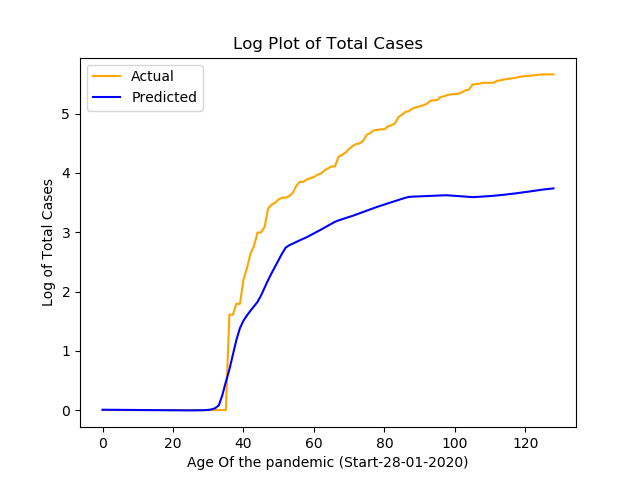 Log Plot of Total Cases
Actual
Predicted
5
4
3
2
1
0
Log of Total Cases
0 20 40 60 80 100 120
Age Of the pandemic (Start-28-01-2020)